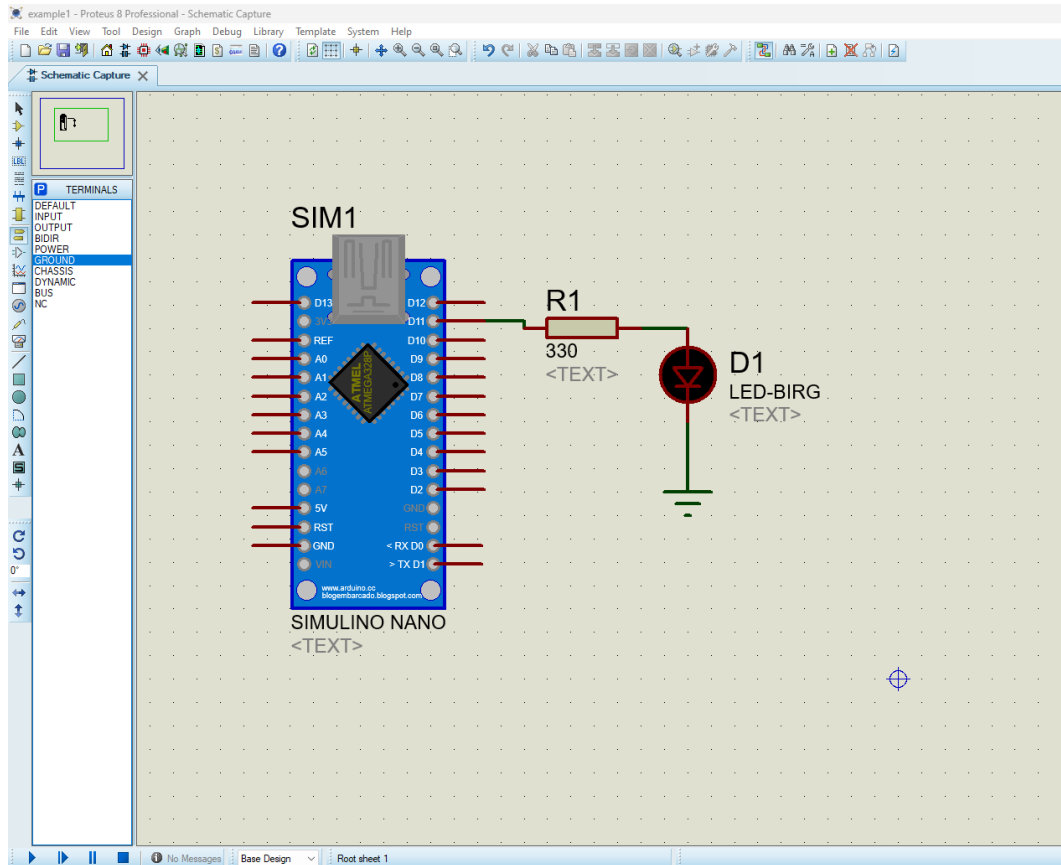 example1 - Proteus 8 Professional - Schematic Capture
File Edit View Tool Design Graph Debug Library Template System Help
Schematic Capture
LBL
P TERMINALS
DEFAULT
INPUT
OUTPUT
BIDIR
POWER
GROUND
CHASSIS
DYNAMIC
BUS
NC
A
S
0°
SIM1
D13 D12
3V3 D11
REF D10
A0 D9
A1 D8
A2 D7
A3 D6
A4 D5
A5 D4
A6 D3
A7 D2
5V GND
RST RST
GND < RX D0
VIN > TX D1
ATMEL
ATMEGA328P
www.arduino.cc
blogembarcado.blogspot.com
SIMULINO NANO
<TEXT>
R1
330
<TEXT>
D1
LED-BIRG
<TEXT>
No Messages Base Design Root sheet 1